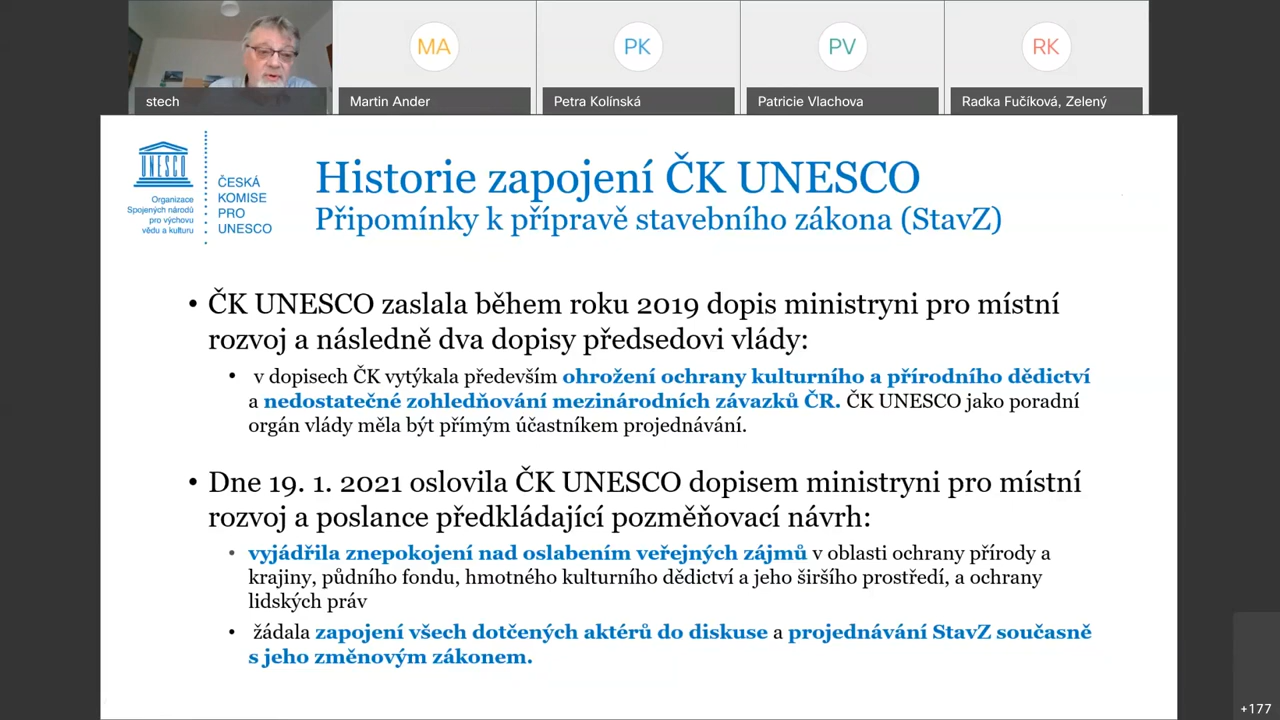 MA
PK
PV
RK
stech
Martin Ander
Petra Kolínská
Patricie Vlachova
Radka Fučíková, Zelený
UNESCO
Organizace
Spojených národů
pro výchovu
vědu a kulturu
ČESKÁ
KOMISE
PRO
UNESCO
Historie zapojení ČK UNESCO
Připomínky k přípravě stavebního zákona (StavZ)
• ČK UNESCO zaslala během roku 2019 dopis ministryni pro místní
rozvoj a následně dva dopisy předsedovi vlády:
• v dopisech ČK vytýkala především ohrožení ochrany kulturního a přírodního dědictví
a nedostatečné zohledňování mezinárodních závazků ČR. ČK UNESCO jako poradní
orgán vlády měla být přímým účastníkem projednávání.
• Dne 19. 1. 2021 oslovila ČK UNESCO dopisem ministryni pro místní
rozvoj a poslance předkládající pozměňovací návrh:
• vyjádřila znepokojení nad oslabením veřejných zájmů v oblasti ochrany přírody a
krajiny, půdního fondu, hmotného kulturního dědictví a jeho širšího prostředí, a ochrany
lidských práv
• žádala zapojení všech dotčených aktérů do diskuse a projednávání StavZ současně
s jeho změnovým zákonem.
+177